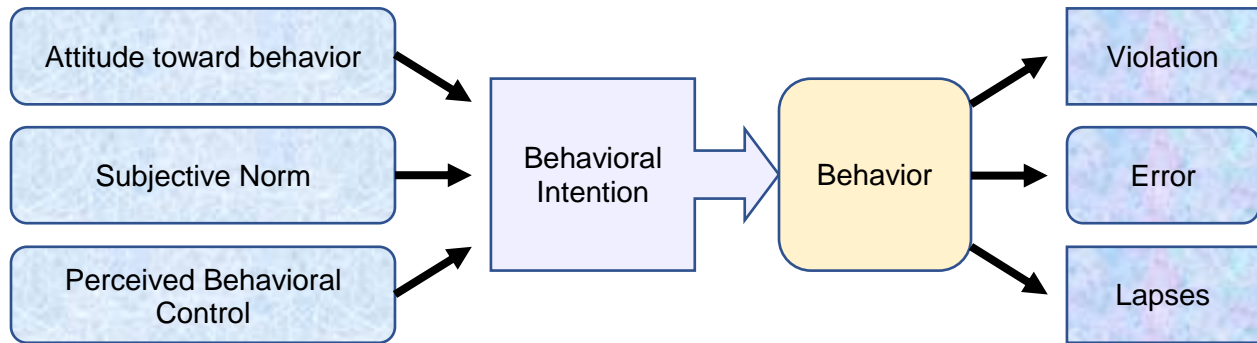 Attitude toward behavior
Subjective Norm
Perceived Behavioral
Control
Behavioral
Intention
Behavior
Violation
Error
Lapses